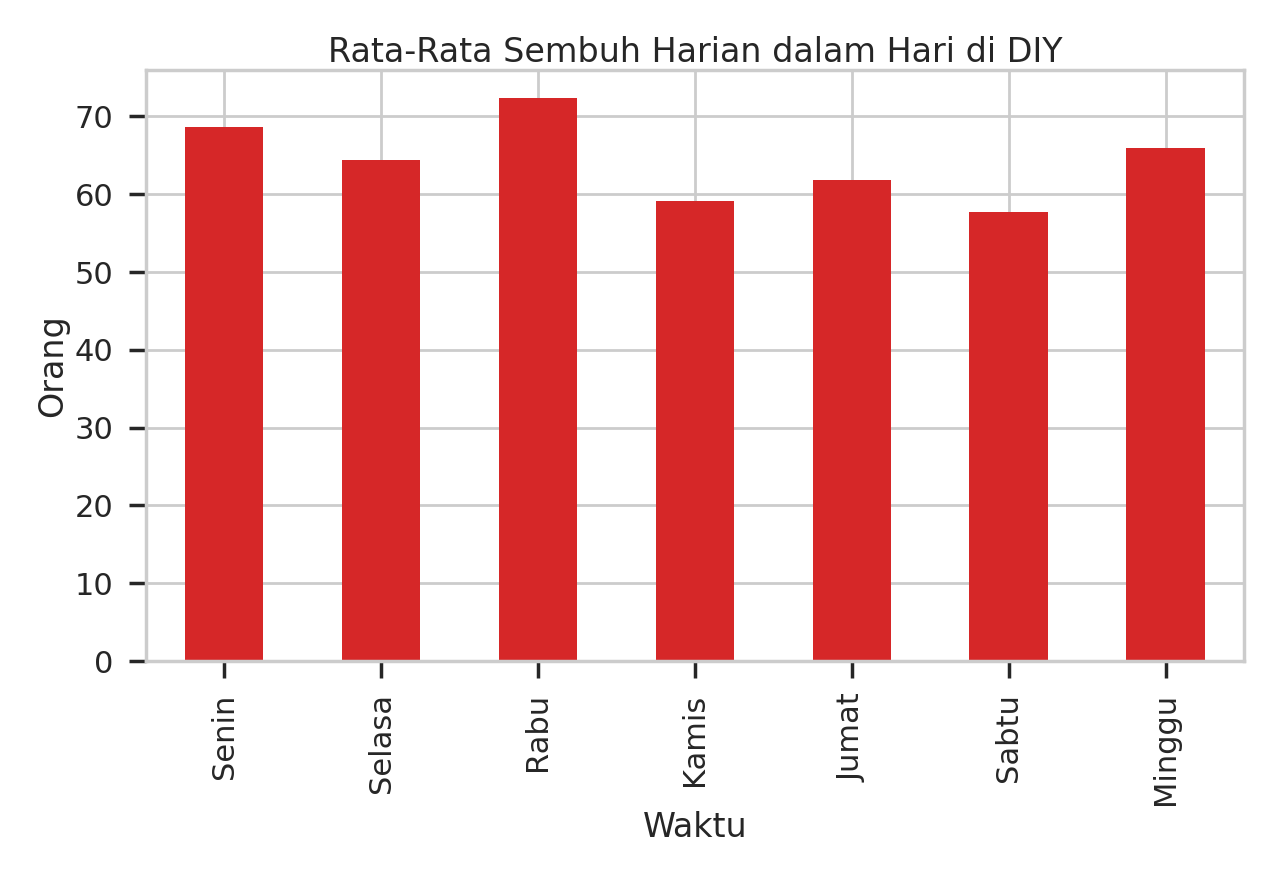 Rata-Rata Sembuh Harian dalam Hari di DIY
Orang
70
60
50
40
30
20
10
0
Senin
Selasa
Rabu
Kamis
Jumat
Sabtu
Minggu
Waktu